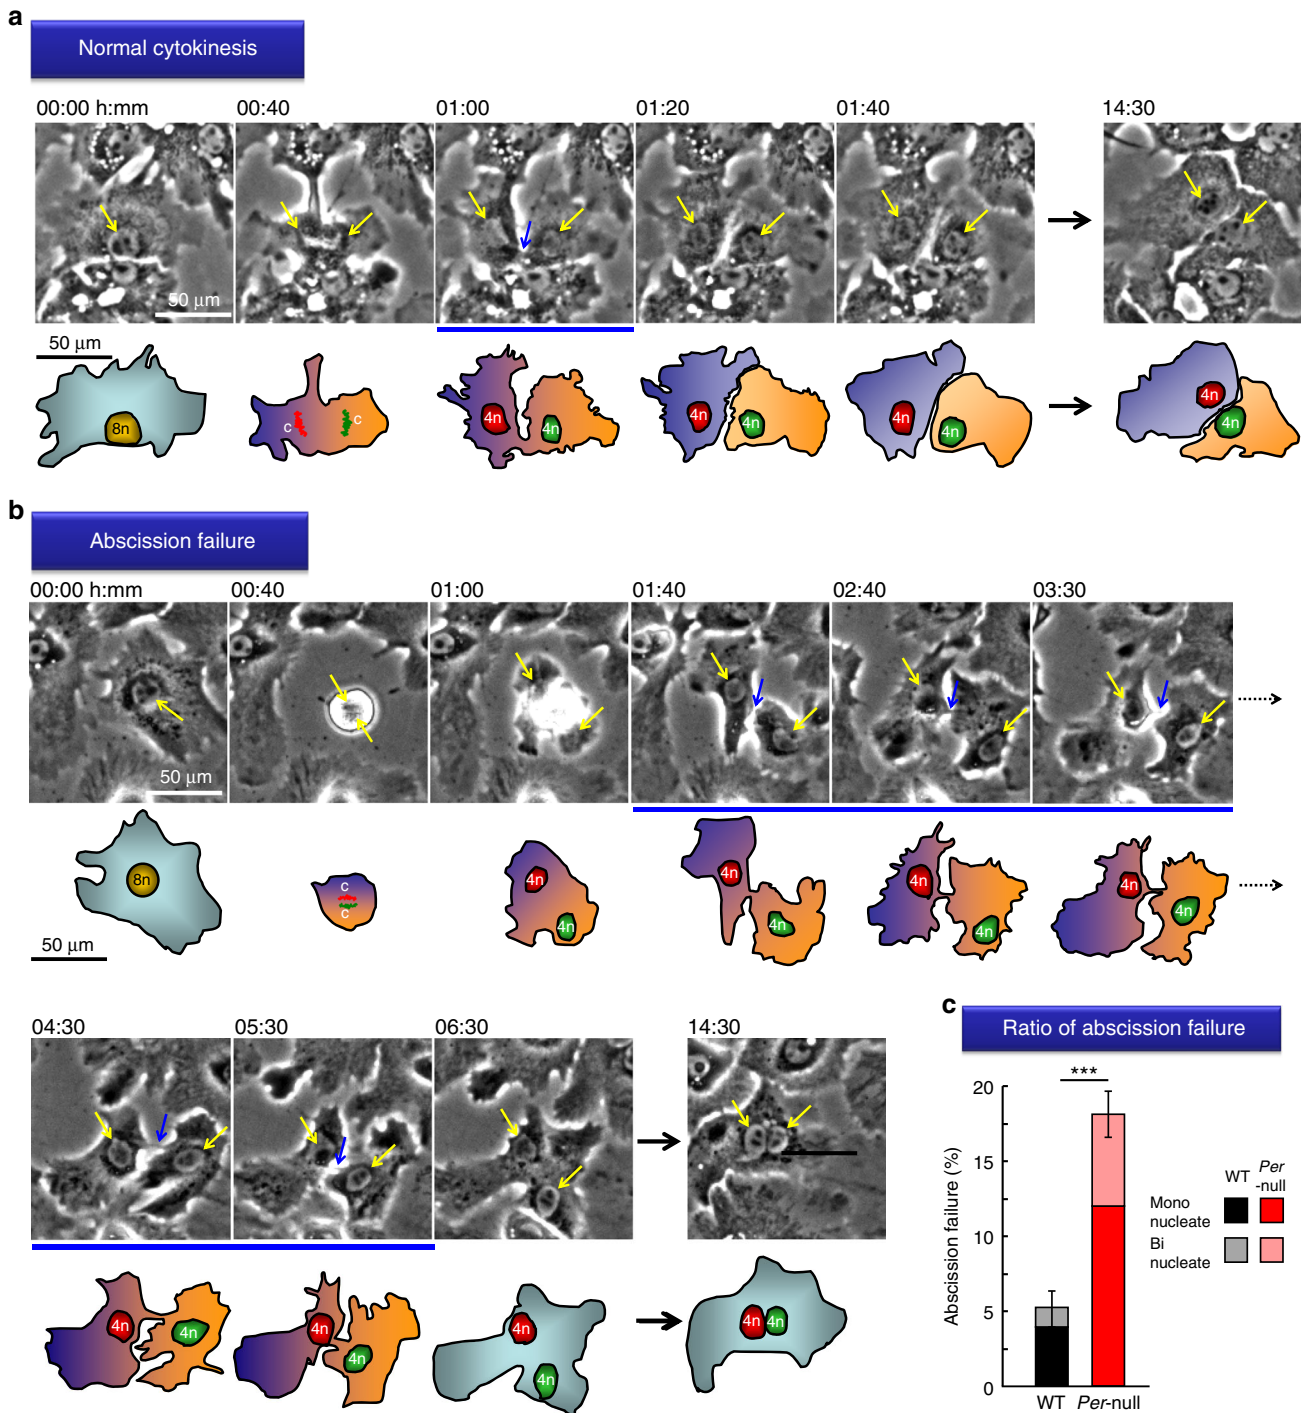 a
Normal cytokinesis
00:00 h:mm 00:40 01:00 01:20 01:40 14:30
50 μm
50 μm
8n c c 4n 4n 4n 4n 4n 4n 4n 4n
b
Abscission failure
00:00 h:mm 00:40 01:00 01:40 02:40 03:30
50 μm
8n c c 4n 4n 4n 4n 4n 4n 4n 4n
50 μm
04:30 05:30 06:30 14:30
4n 4n 4n 4n 4n 4n 4n 4n
c
Ratio of abscission failure
***
Abscission failure (%)
20
15
10
5
0
WT Per-null
WT Per
-null
Mono
nucleate
Bi
nucleate